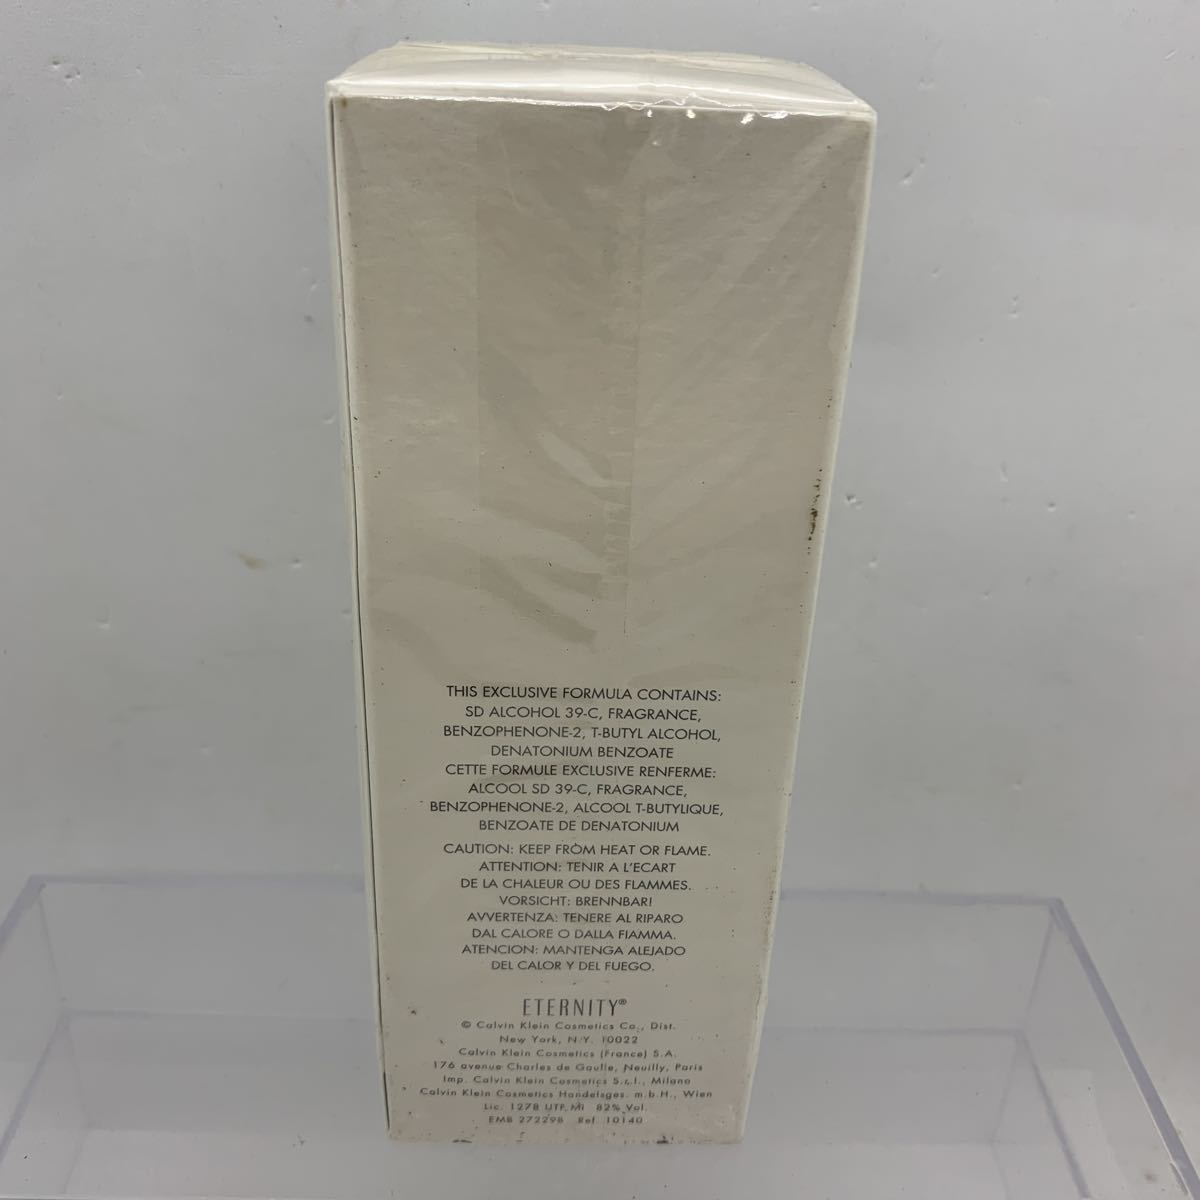 THIS EXCLUSIVE FORMULA CONTAINS:
SD ALCOHOL 39-C, FRAGRANCE,
BENZOPHENONE-2, T-BUTYL ALCOHOL,
DENATONIUM BENZOATE
CETTE FORMULE EXCLUSIVE RENFERME:
ALCOOL SD 39-C, FRAGRANCE,
BENZOPHENONE-2, ALCOOL T-BUTYLIQUE,
BENZOATE DE DENATONIUM
CAUTION: KEEP FROM HEAT OR FLAME.
ATTENTION: TENIR A L'ECART
DE LA CHALEUR OU DES FLAMMES.
VORSICHT: BRENNBAR!
AVVERTENZA: TENERE AL RIPARO
DAL CALORE O DALLA FIAMMA.
ATENCION: MANTENGA ALEJADO
DEL CALOR Y DEL FUEGO.
ETERNITY®
© Calvin Klein Cosmetics Co., Dist.
New York, N.Y. 10022
Calvin Klein Cosmetics (France) S.A.
176 avenue Charles de Gaulle, Neuilly, Paris
Imp. Calvin Klein Cosmetics S.r.l., Milano
Calvin Klein Cosmetics Handelsges. m.b.H., Wien
Lic. 1278 UTP, MI 82% Vol.
EMB 27229B Ref. 10140